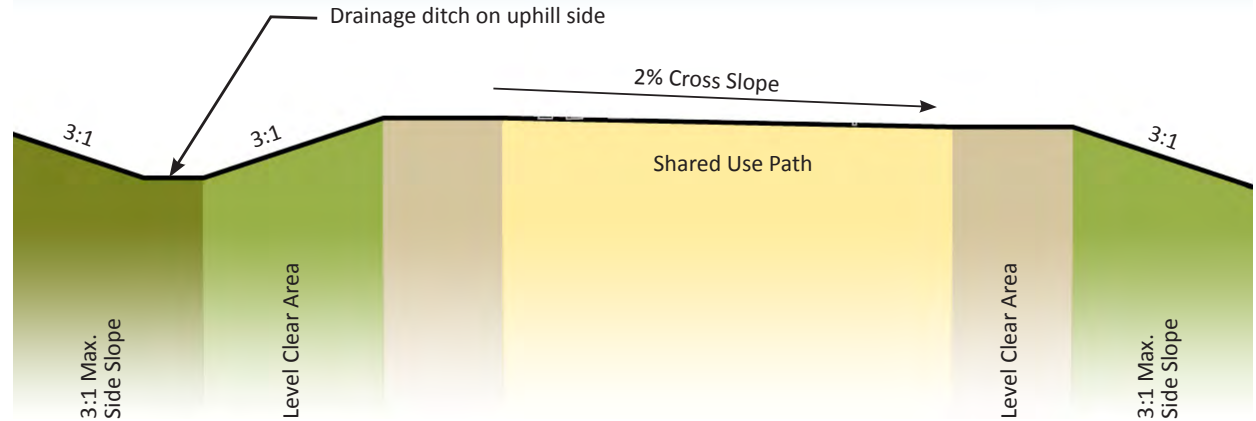 Drainage ditch on uphill side
2% Cross Slope
3:1
3:1
3:1
Shared Use Path
3:1 Max.
Side Slope
Level Clear Area
Level Clear Area
3:1 Max.
Side Slope